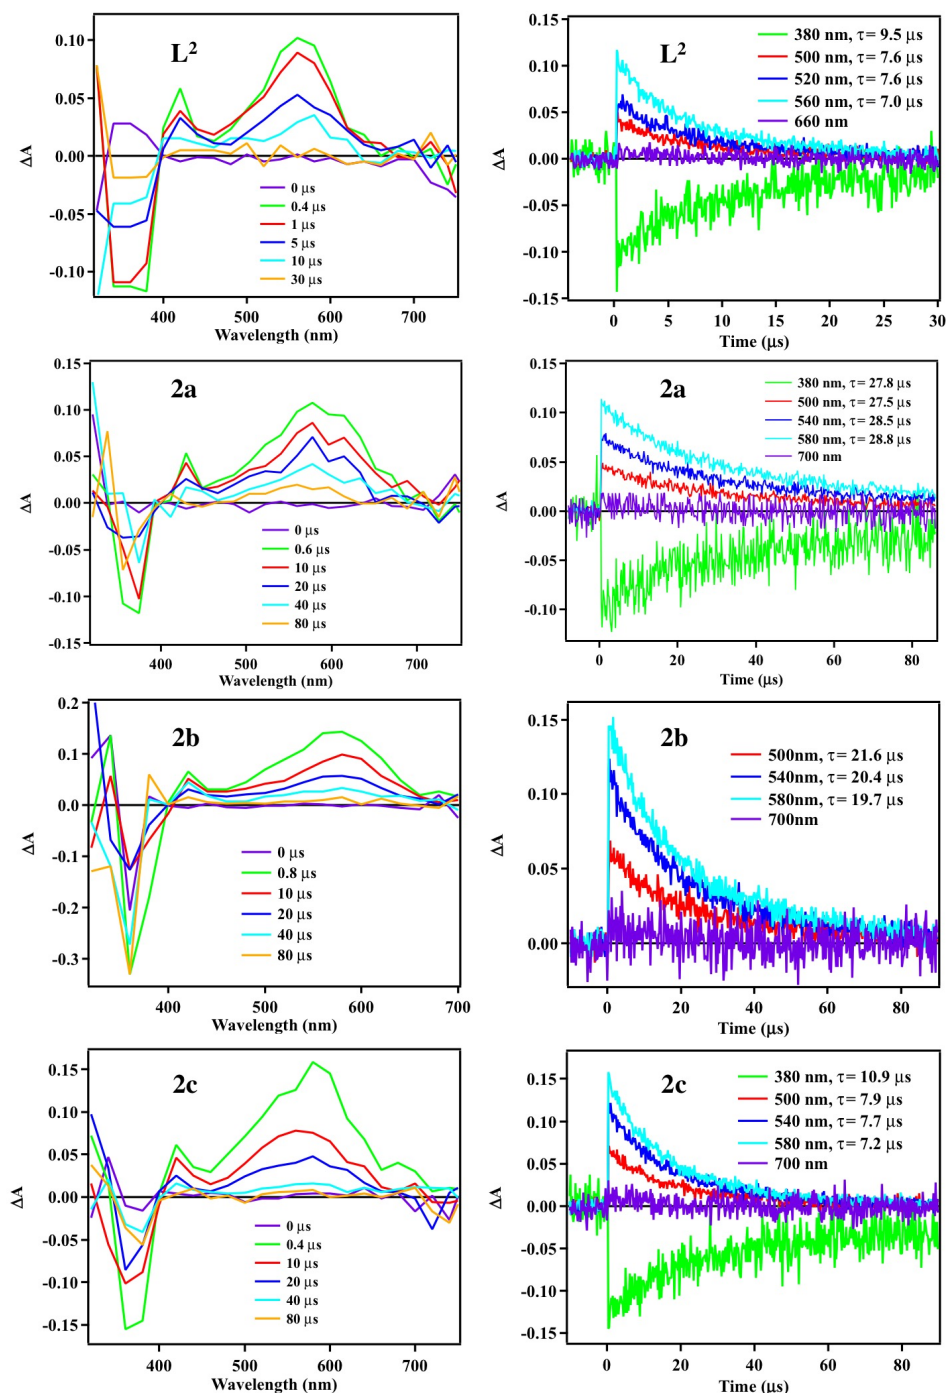 L²
ΔA
0.10
0.05
0.00
-0.05
-0.10
0 μs
0.4 μs
1 μs
5 μs
10 μs
30 μs
400 500 600 700
Wavelength (nm)
L²
ΔA
0.15
0.10
0.05
0.00
-0.05
-0.10
-0.15
380 nm, τ= 9.5 μs
500 nm, τ= 7.6 μs
520 nm, τ= 7.6 μs
560 nm, τ= 7.0 μs
660 nm
0 5 10 15 20 25 30
Time (μs)
2a
ΔA
0.15
0.10
0.05
0.00
-0.05
-0.10
-0.15
0 μs
0.6 μs
10 μs
20 μs
40 μs
80 μs
400 500 600 700
Wavelength (nm)
2a
ΔA
0.15
0.10
0.05
0.00
-0.05
-0.10
380 nm, τ= 27.8 μs
500 nm, τ= 27.5 μs
540 nm, τ= 28.5 μs
580 nm, τ= 28.8 μs
700 nm
0 20 40 60 80
Time (μs)
2b
ΔA
0.2
0.1
0.0
-0.1
-0.2
-0.3
0 μs
0.8 μs
10 μs
20 μs
40 μs
80 μs
400 500 600 700
Wavelength (nm)
2b
ΔA
0.15
0.10
0.05
0.00
500nm, τ = 21.6 μs
540nm, τ= 20.4 μs
580nm, τ= 19.7 μs
700nm
0 20 40 60 80
Time (μs)
2c
ΔA
0.15
0.10
0.05
0.00
-0.05
-0.10
-0.15
0 μs
0.4 μs
10 μs
20 μs
40 μs
80 μs
400 500 600 700
Wavelength (nm)
2c
ΔA
0.15
0.10
0.05
0.00
-0.05
-0.10
-0.15
380 nm, τ= 10.9 μs
500 nm, τ= 7.9 μs
540 nm, τ= 7.7 μs
580 nm, τ= 7.2 μs
700 nm
0 20 40 60 80
Time (μs)